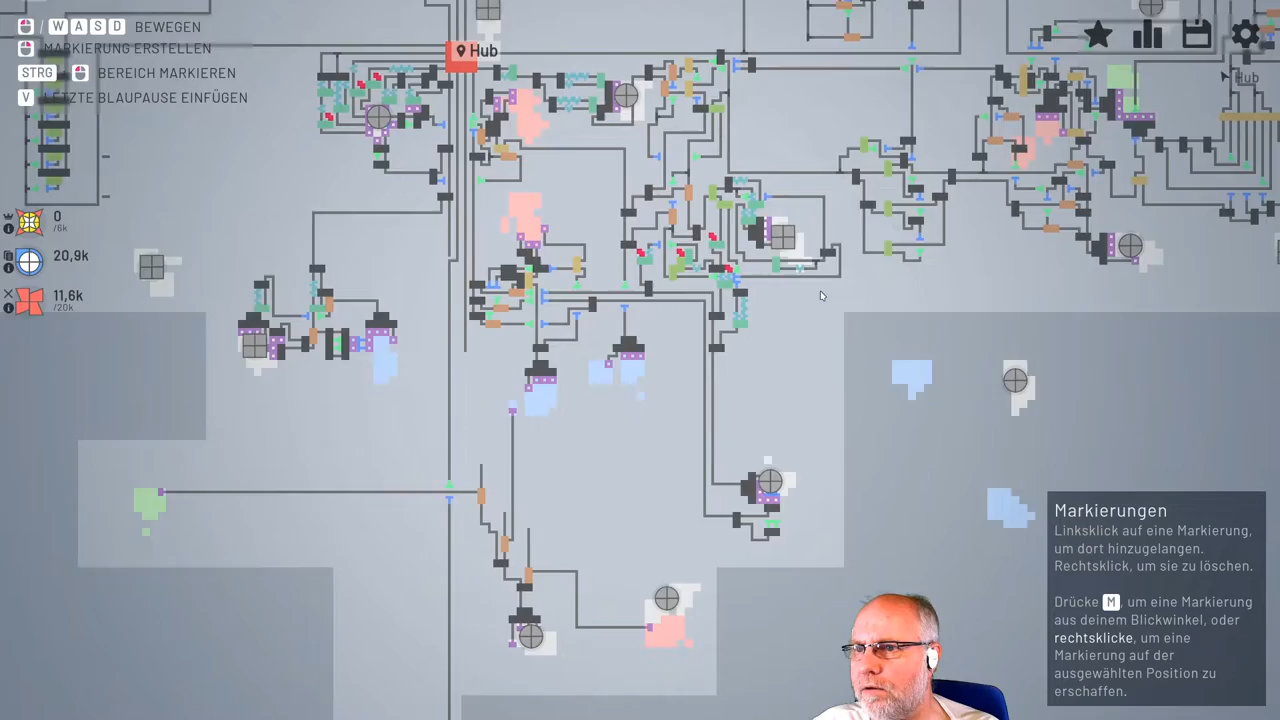 / W A S D BEWEGEN
MARKIERUNG ERSTELLEN
STRG BEREICH MARKIEREN
V LETZTE BLAUPAUSE EINFÜGEN
Hub
Hub
0
/6k
20,9k
11,6k
/20k
Markierungen
Linksklick auf eine Markierung,
um dort hinzugelangen.
Rechtsklick, um sie zu löschen.
Drücke M, um eine Markierung
aus deinem Blickwinkel, oder
rechtsklicke, um eine
Markierung auf der
ausgewählten Position zu
erschaffen.